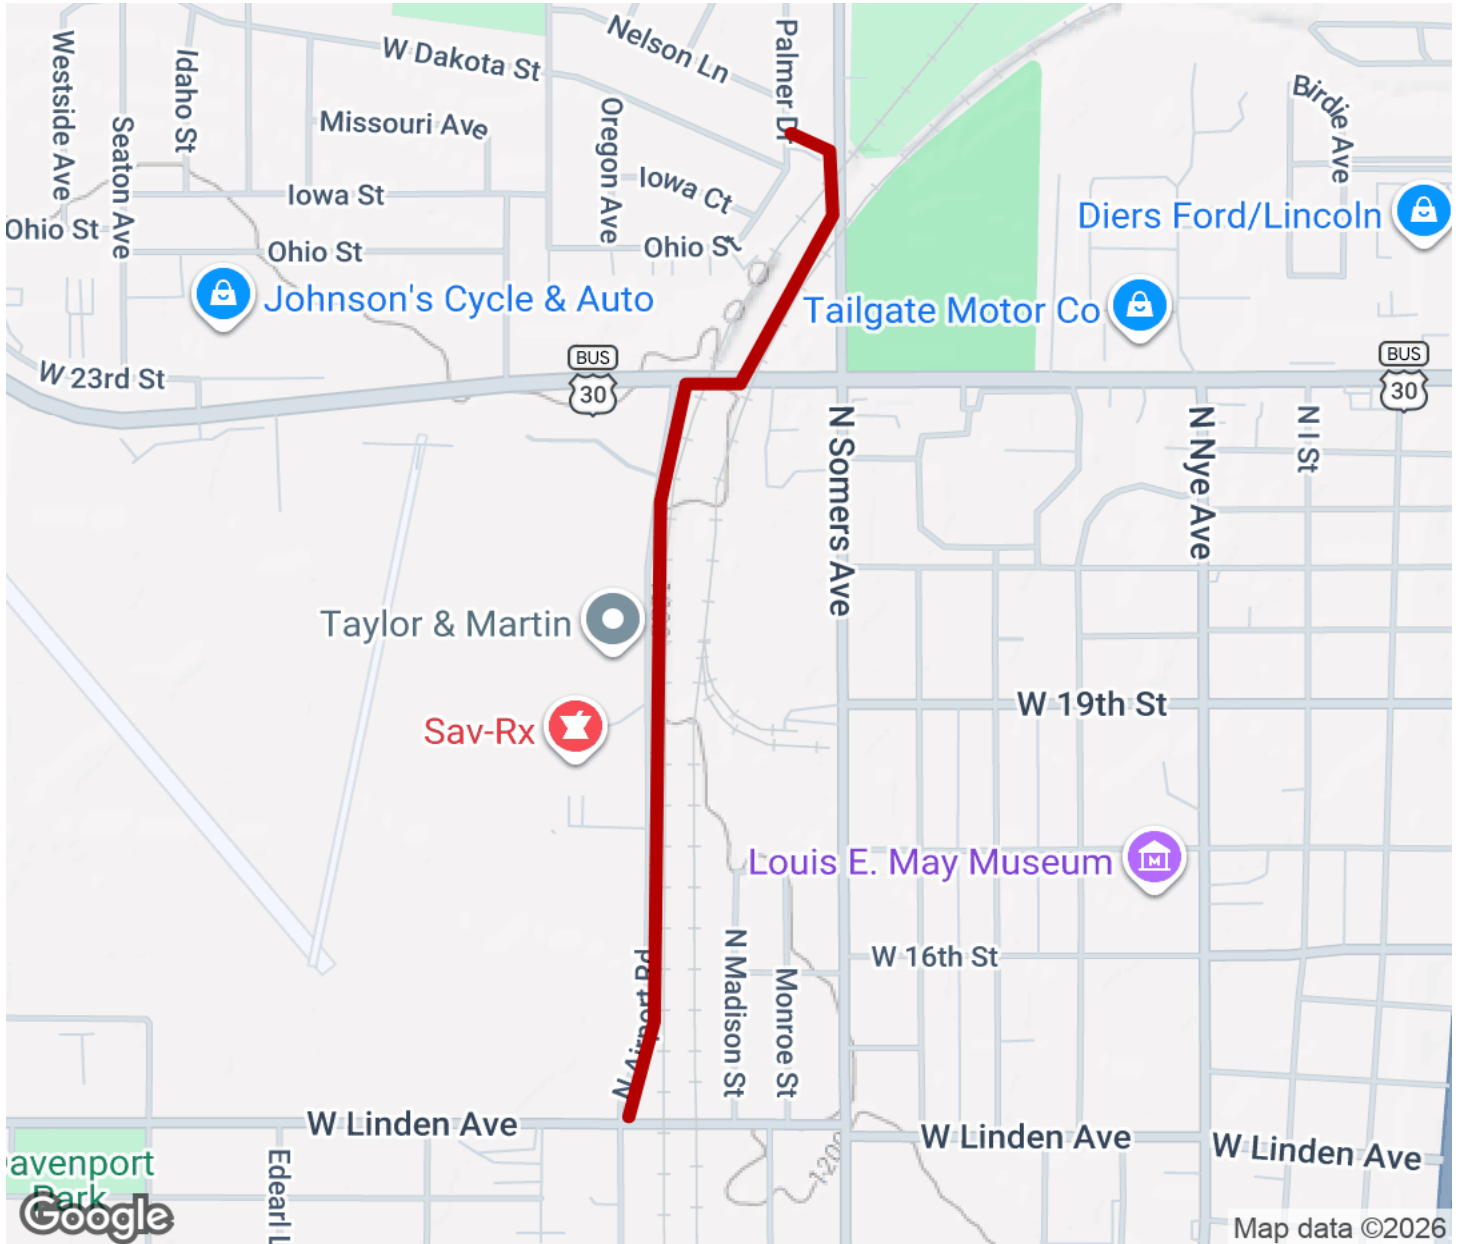 Nelson Ln
Palmer Dr
W Dakota St
Westside Ave
Idaho St
Seaton Ave
Missouri Ave
Oregon Ave
Birdie Ave
Iowa Ct
Iowa St
Ohio St
Ohio St
Ohio St
Diers Ford/Lincoln
Johnson's Cycle & Auto
Tailgate Motor Co
W 23rd St
BUS
30
BUS
30
N Somers Ave
N Nye Ave
N I St
Taylor & Martin
Sav-Rx
W 19th St
Louis E. May Museum
N Airport Rd
N Madison St
Monroe St
W 16th St
W Linden Ave
W Linden Ave
W Linden Ave
1200
avenport
Park
Edearl L
Google
Map data ©2026